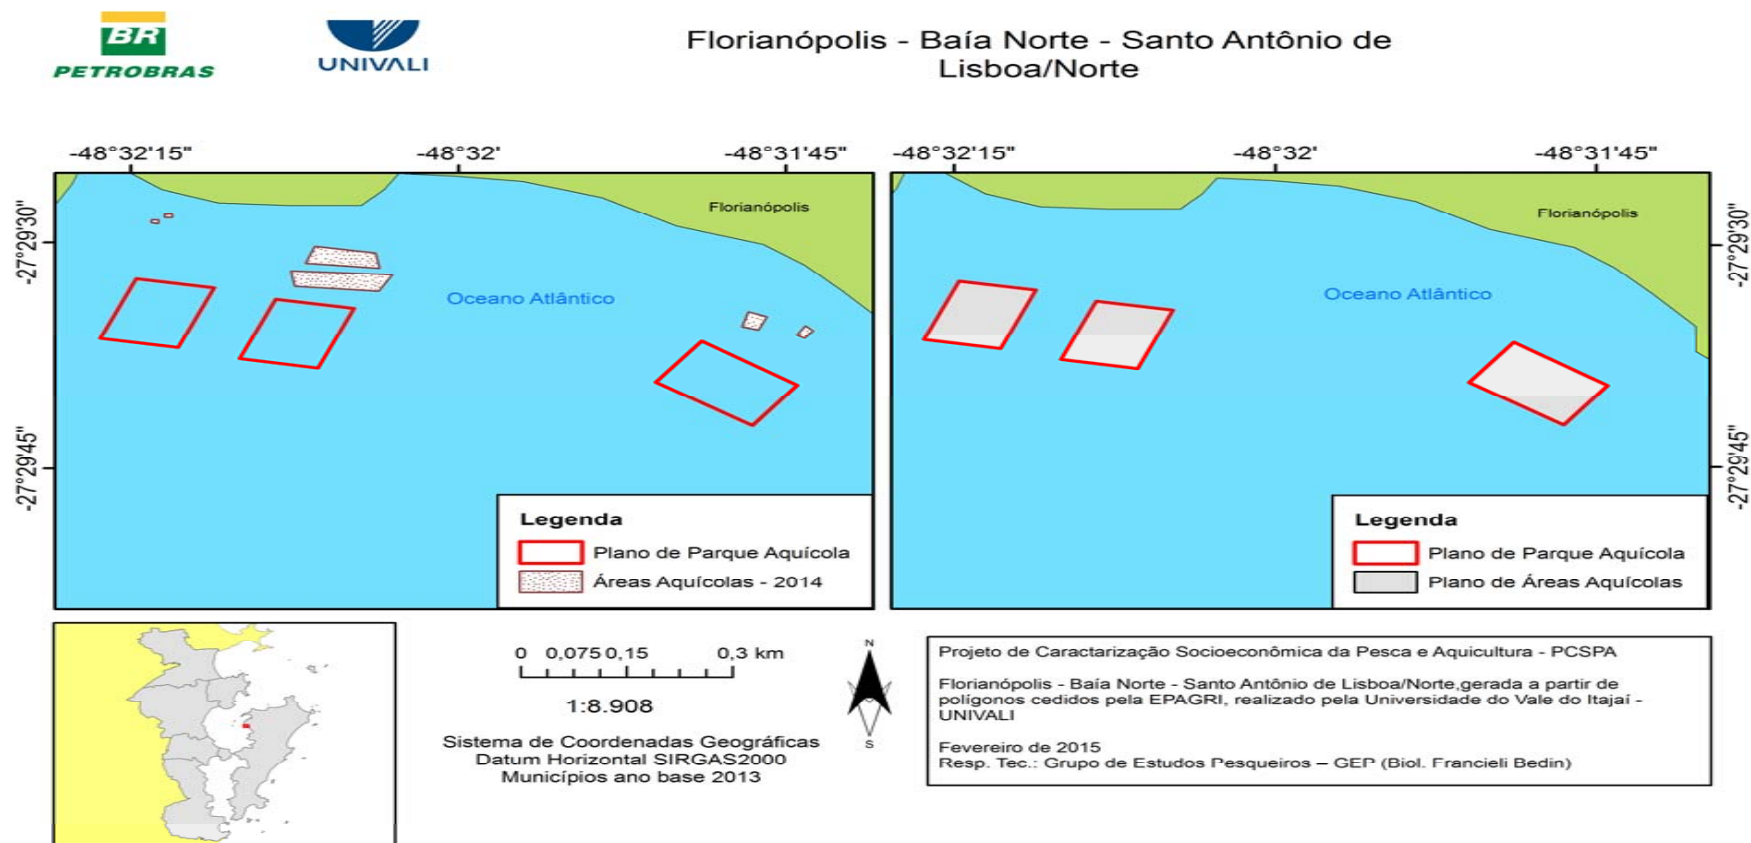 BR
PETROBRAS
UNIVALI
Florianópolis - Baía Norte - Santo Antônio de
Lisboa/Norte
-48°32'15"
-48°32'
-48°31'45"
-48°32'15"
-48°32'
-48°31'45"
-27°29'30"
-27°29'45"
Florianópolis
Oceano Atlântico
Legenda
Plano de Parque Aquícola
Áreas Aquícolas - 2014
Florianópolis
Oceano Atlântico
Legenda
Plano de Parque Aquícola
Plano de Áreas Aquícolas
-27°29'30"
-27°29'45"
0 0,075 0,15 0,3 km
1:8.908
Sistema de Coordenadas Geográficas
Datum Horizontal SIRGAS2000
Municípios ano base 2013
N
S
Projeto de Caractarização Socioeconômica da Pesca e Aquicultura - PCSPA
Florianópolis - Baía Norte - Santo Antônio de Lisboa/Norte,gerada a partir de
polígonos cedidos pela EPAGRI, realizado pela Universidade do Vale do Itajaí -
UNIVALI
Fevereiro de 2015
Resp. Tec.: Grupo de Estudos Pesqueiros – GEP (Biol. Francieli Bedin)